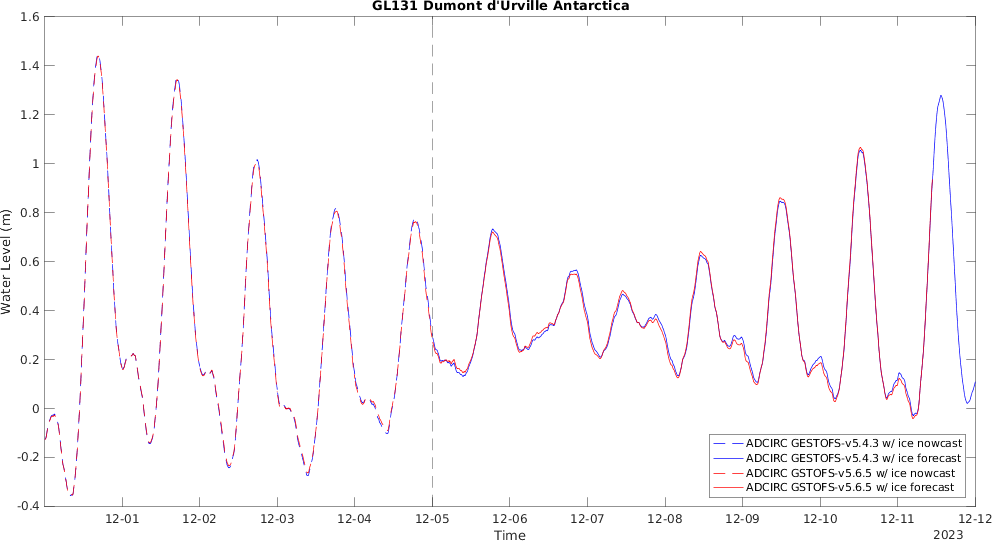 GL131 Dumont d'Urville Antarctica
1.6
1.4
1.2
1
0.8
0.6
0.4
0.2
0
-0.2
-0.4
Water Level (m)
12-01 12-02 12-03 12-04 12-05 12-06 12-07 12-08 12-09 12-10 12-11 12-12
Time
2023
ADCIRC GESTOFS-v5.4.3 w/ ice nowcast
ADCIRC GESTOFS-v5.4.3 w/ ice forecast
ADCIRC GSTOFS-v5.6.5 w/ ice nowcast
ADCIRC GSTOFS-v5.6.5 w/ ice forecast